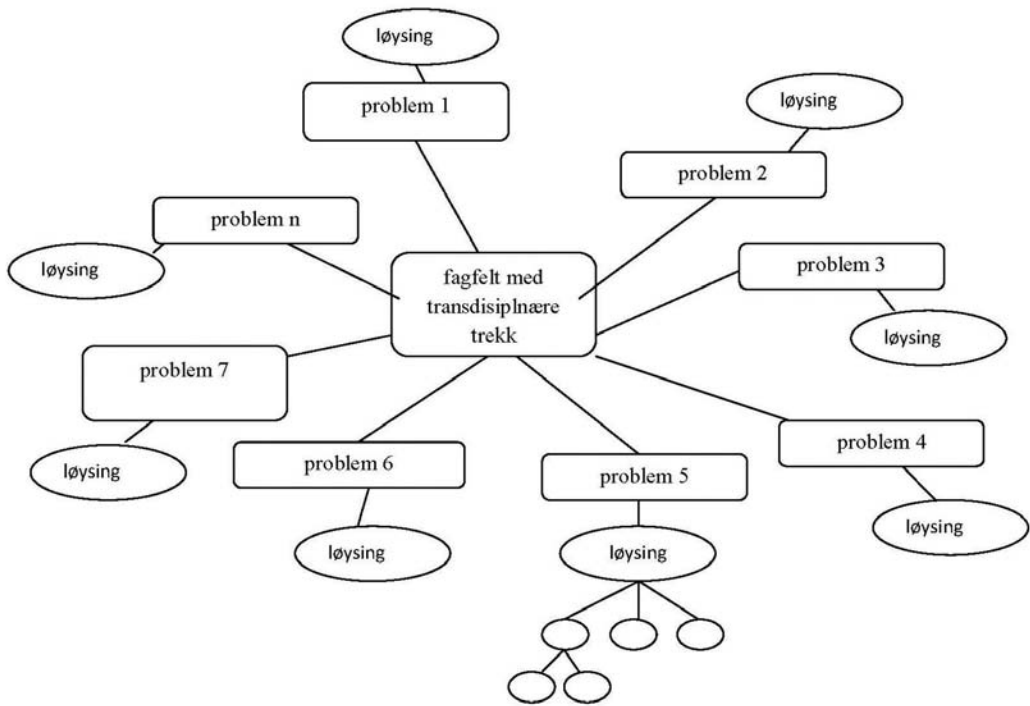 løysing
problem 1
løysing
problem 2
problem n
løysing
fagfelt med
transdisiplnære
trekk
problem 3
løysing
problem 7
løysing
problem 6
løysing
problem 5
løysing
problem 4
løysing